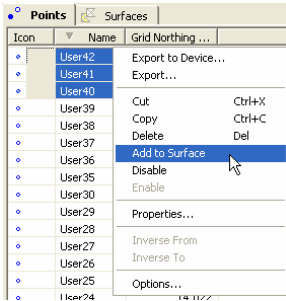 Points Surfaces
Icon Name Grid Northing ...
User42 Export to Device...
User41 Export...
User40
User39 Cut Ctrl+X
User38 Copy Ctrl+C
User37 Delete Del
User36 Add to Surface
User35 Disable
User30 Enable
User29 Properties...
User28
User27 Inverse From
User26 Inverse To
User25 Options...
User24